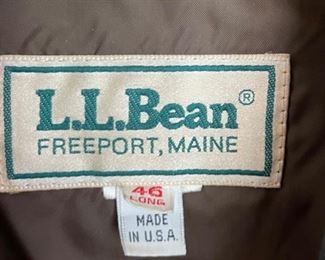 L.L.Bean®
FREEPORT, MAINE
46
LONG
MADE
IN U.S.A.